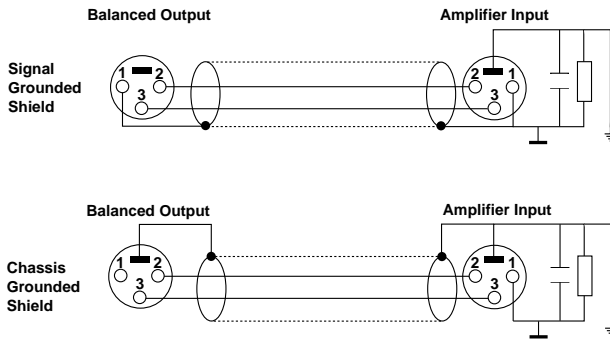 Balanced Output Amplifier Input
Signal
Grounded
Shield
1 2 3
2 1 3
Balanced Output Amplifier Input
Chassis
Grounded
Shield
1 2 3
2 1 3